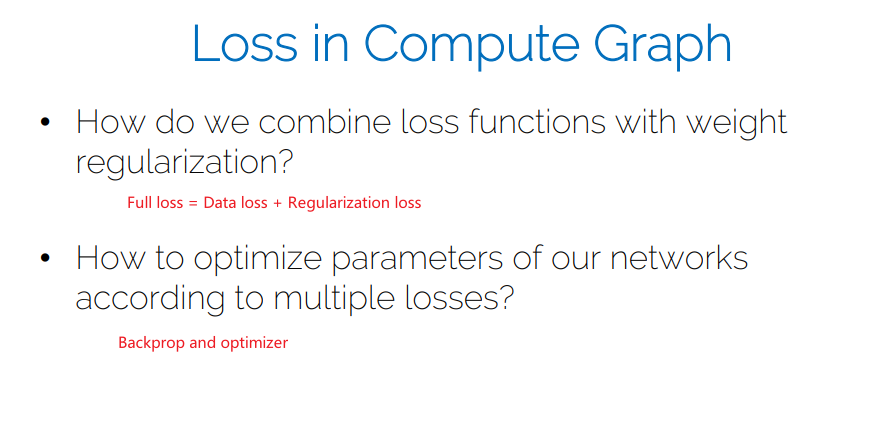 Loss in Compute Graph
• How do we combine loss functions with weight
regularization?
Full loss = Data loss + Regularization loss
• How to optimize parameters of our networks
according to multiple losses?
Backprop and optimizer